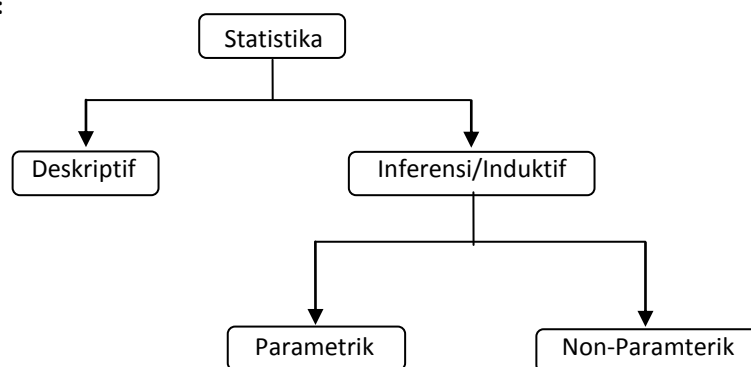 :
Statistika
Deskriptif
Inferensi/Induktif
Parametrik
Non-Paramterik